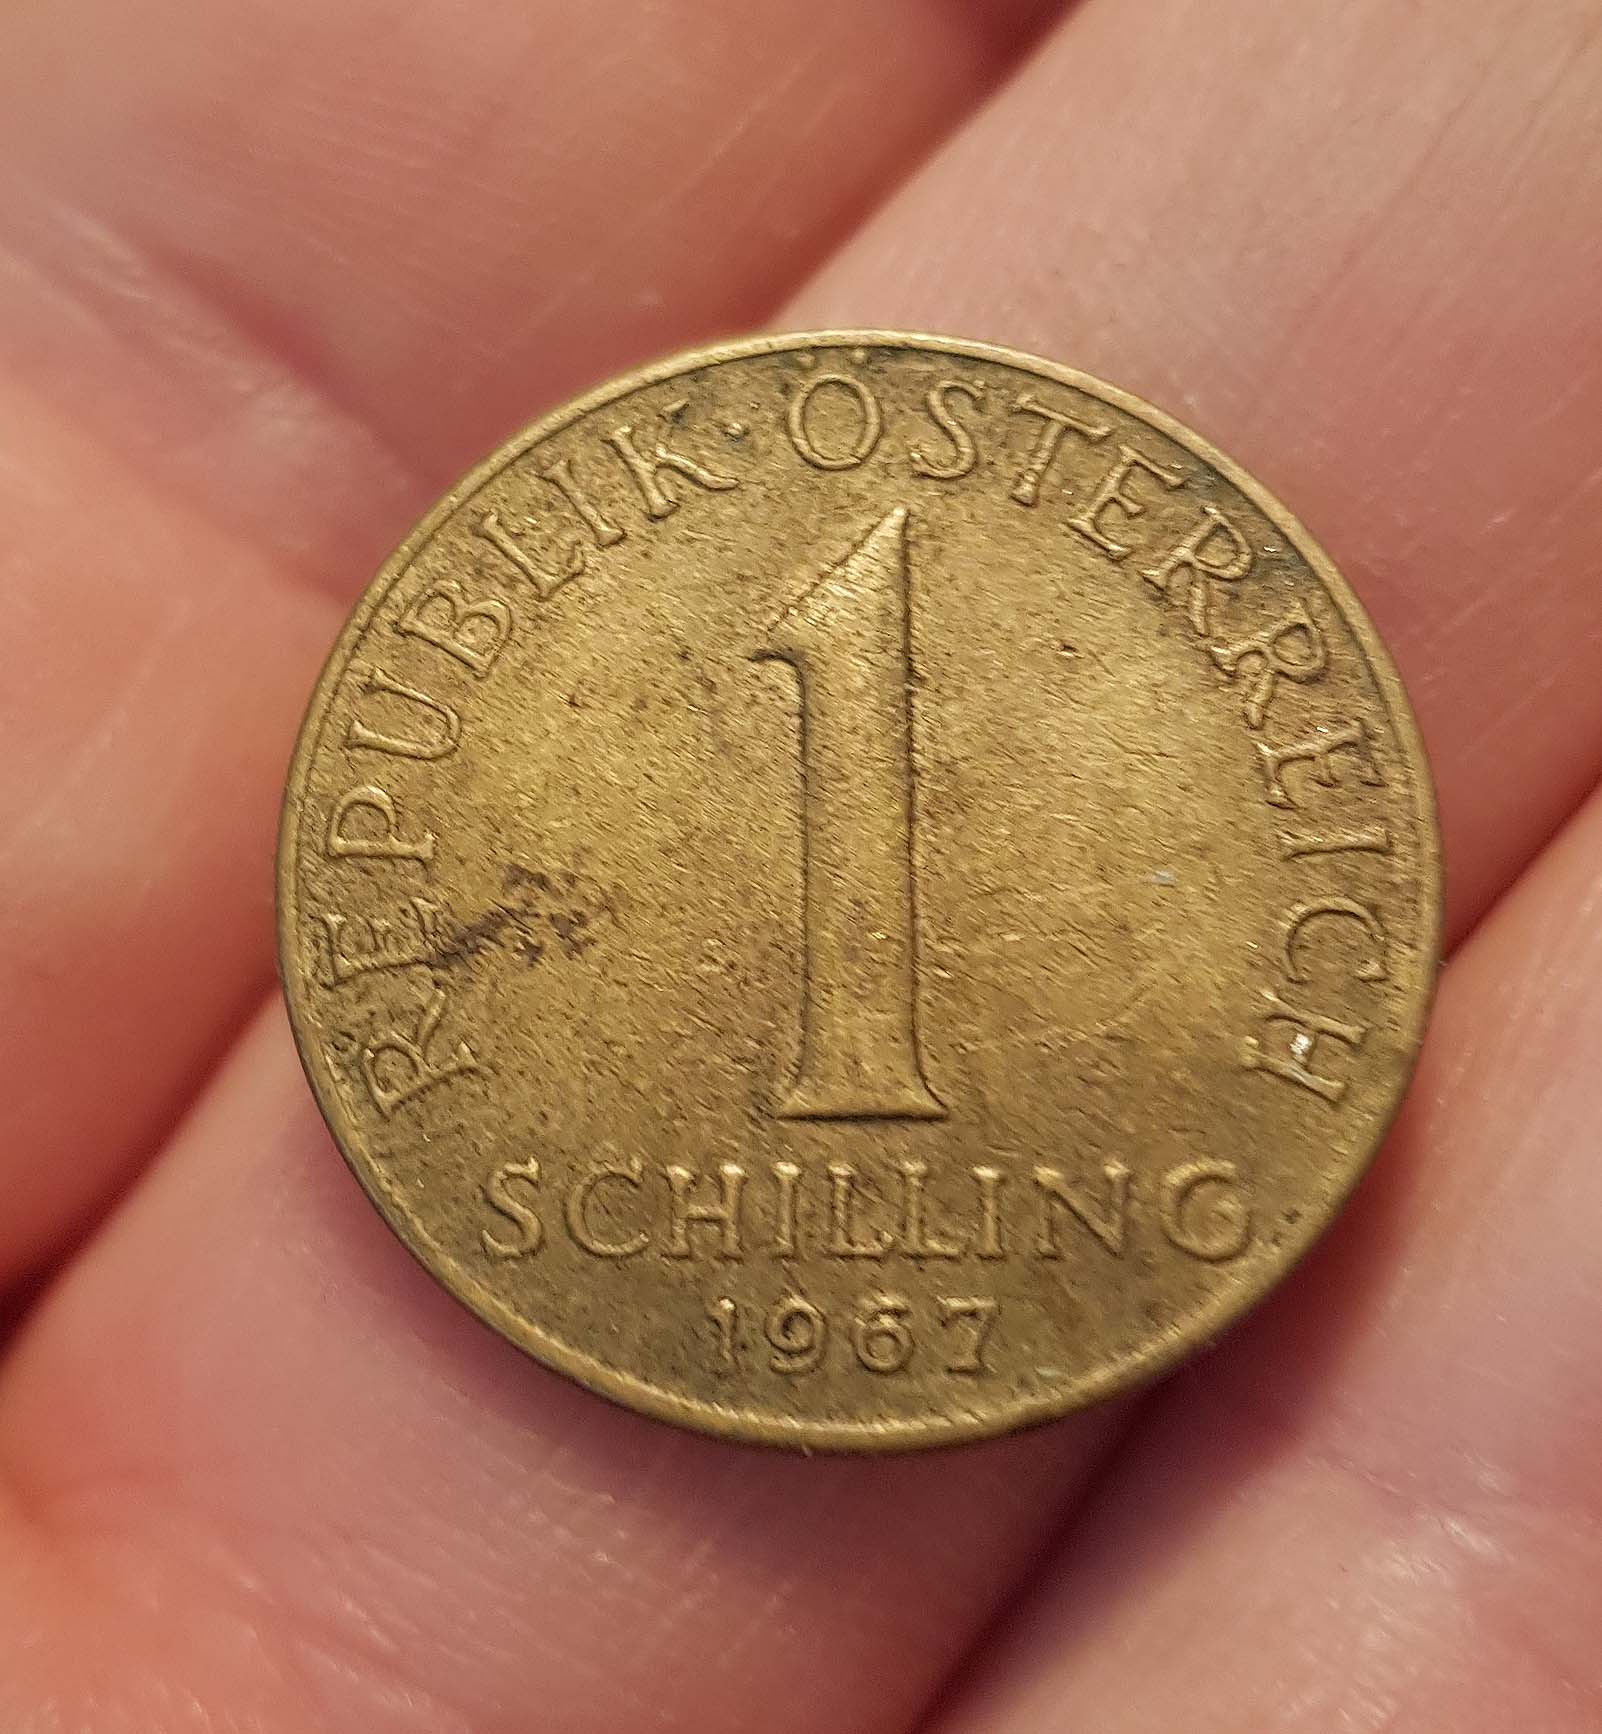 REPUBLIK · ÖSTERREICH
1
SCHILLING
1967